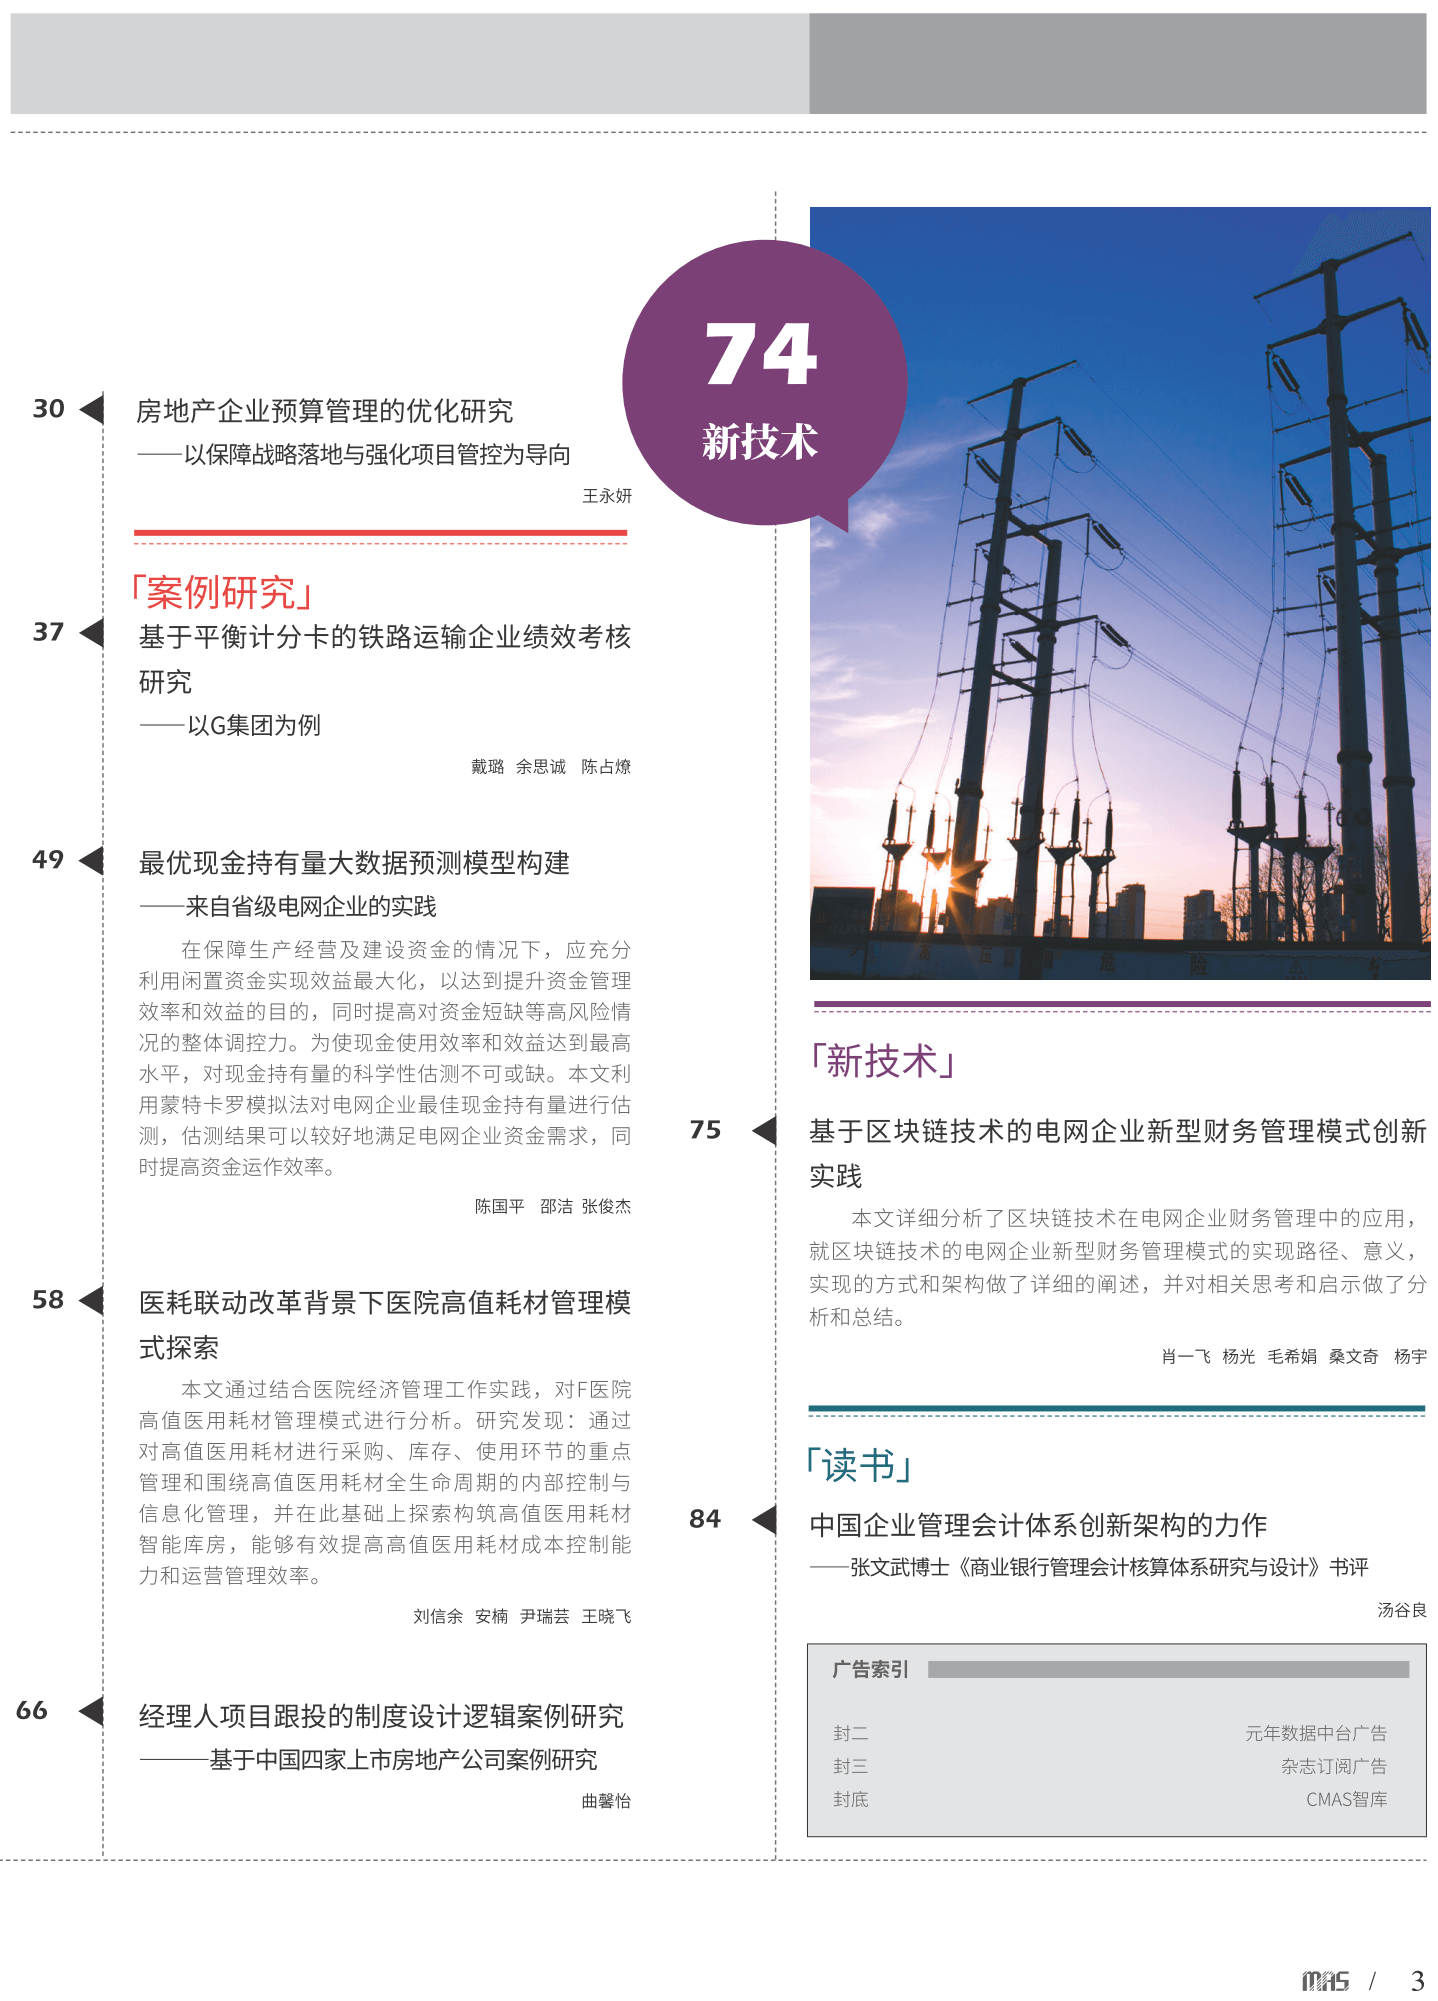 30
房地产企业预算管理的优化研究
——以保障战略落地与强化项目管控为导向
王永妍
「案例研究」
37
基于平衡计分卡的铁路运输企业绩效考核
研究
——以G集团为例
戴璐 余思诚 陈占燎
49
最优现金持有量大数据预测模型构建
——来自省级电网企业的实践
在保障生产经营及建设资金的情况下，应充分
利用闲置资金实现效益最大化，以达到提升资金管理
效率和效益的目的，同时提高对资金短缺等高风险情
况的整体调控力。为使现金使用效率和效益达到最高
水平，对现金持有量的科学性估测不可或缺。本文利
用蒙特卡罗模拟法对电网企业最佳现金持有量进行估
测，估测结果可以较好地满足电网企业资金需求，同
时提高资金运作效率。
陈国平 邵洁 张俊杰
58
医耗联动改革背景下医院高值耗材管理模
式探索
本文通过结合医院经济管理工作实践，对F医院
高值医用耗材管理模式进行分析。研究发现：通过
对高值医用耗材进行采购、库存、使用环节的重点
管理和围绕高值医用耗材全生命周期的内部控制与
信息化管理，并在此基础上探索构筑高值医用耗材
智能库房，能够有效提高高值医用耗材成本控制能
力和运营管理效率。
刘信余 安楠 尹瑞芸 王晓飞
66
经理人项目跟投的制度设计逻辑案例研究
———基于中国四家上市房地产公司案例研究
曲馨怡
74
新技术
高 压 危 险
「新技术」
75
基于区块链技术的电网企业新型财务管理模式创新
实践
本文详细分析了区块链技术在电网企业财务管理中的应用，
就区块链技术的电网企业新型财务管理模式的实现路径、意义，
实现的方式和架构做了详细的阐述，并对相关思考和启示做了分
析和总结。
肖一飞 杨光 毛希娟 桑文奇 杨宇
「读书」
84
中国企业管理会计体系创新架构的力作
——张文武博士《商业银行管理会计核算体系研究与设计》书评
汤谷良
广告索引
封二 元年数据中台广告
封三 杂志订阅广告
封底 CMAS智库
MAS / 3